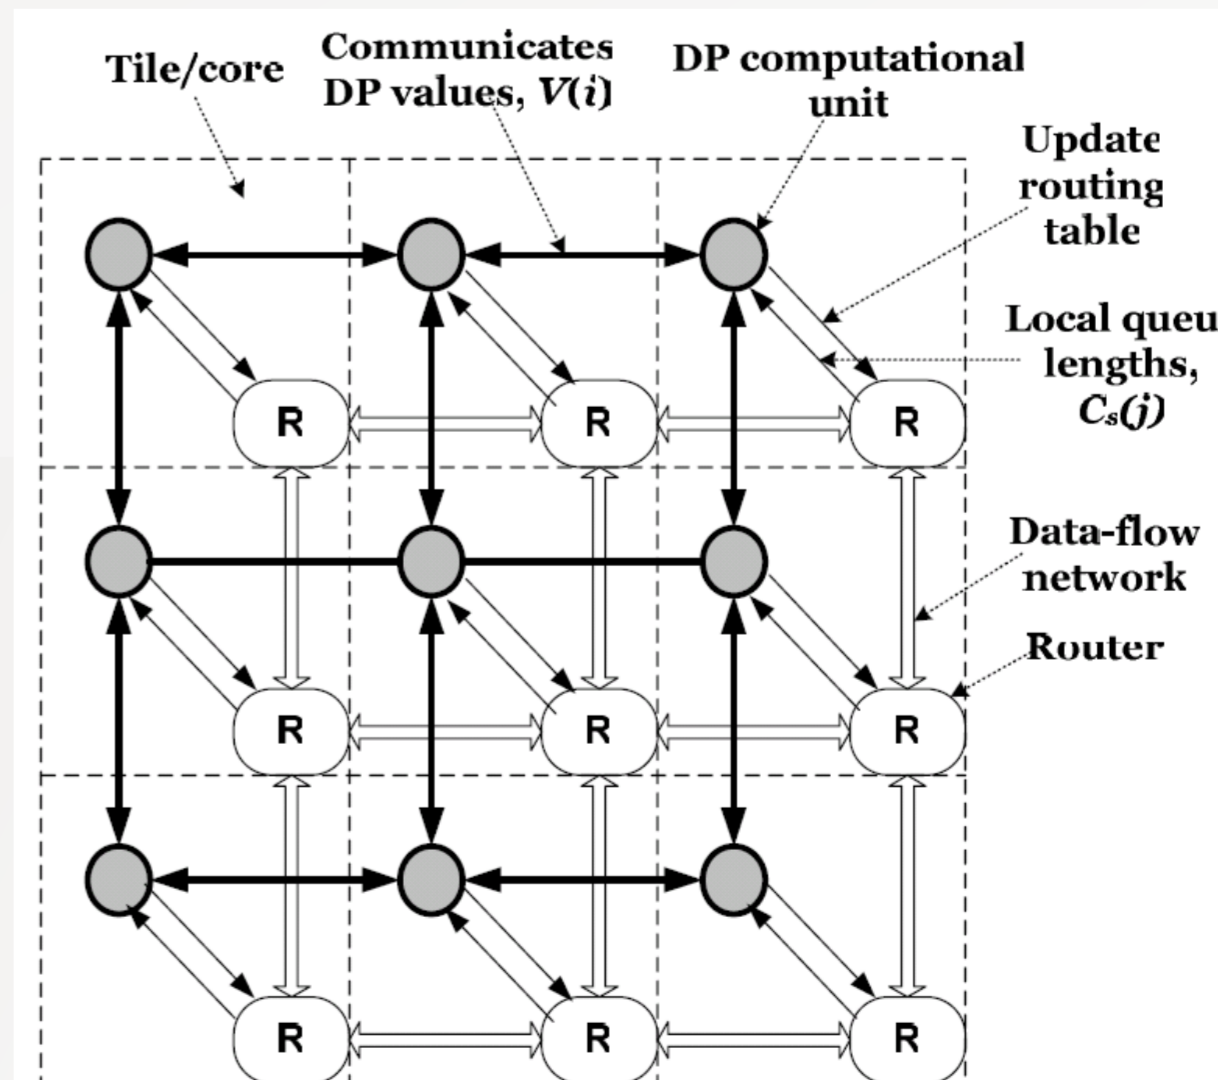 Tile/core
Communicates
DP values, V(i)
DP computational
unit
Update
routing
table
Local queu
lengths,
Cₛ(j)
R
R
R
Data-flow
network
Router
R
R
R
R
R
R